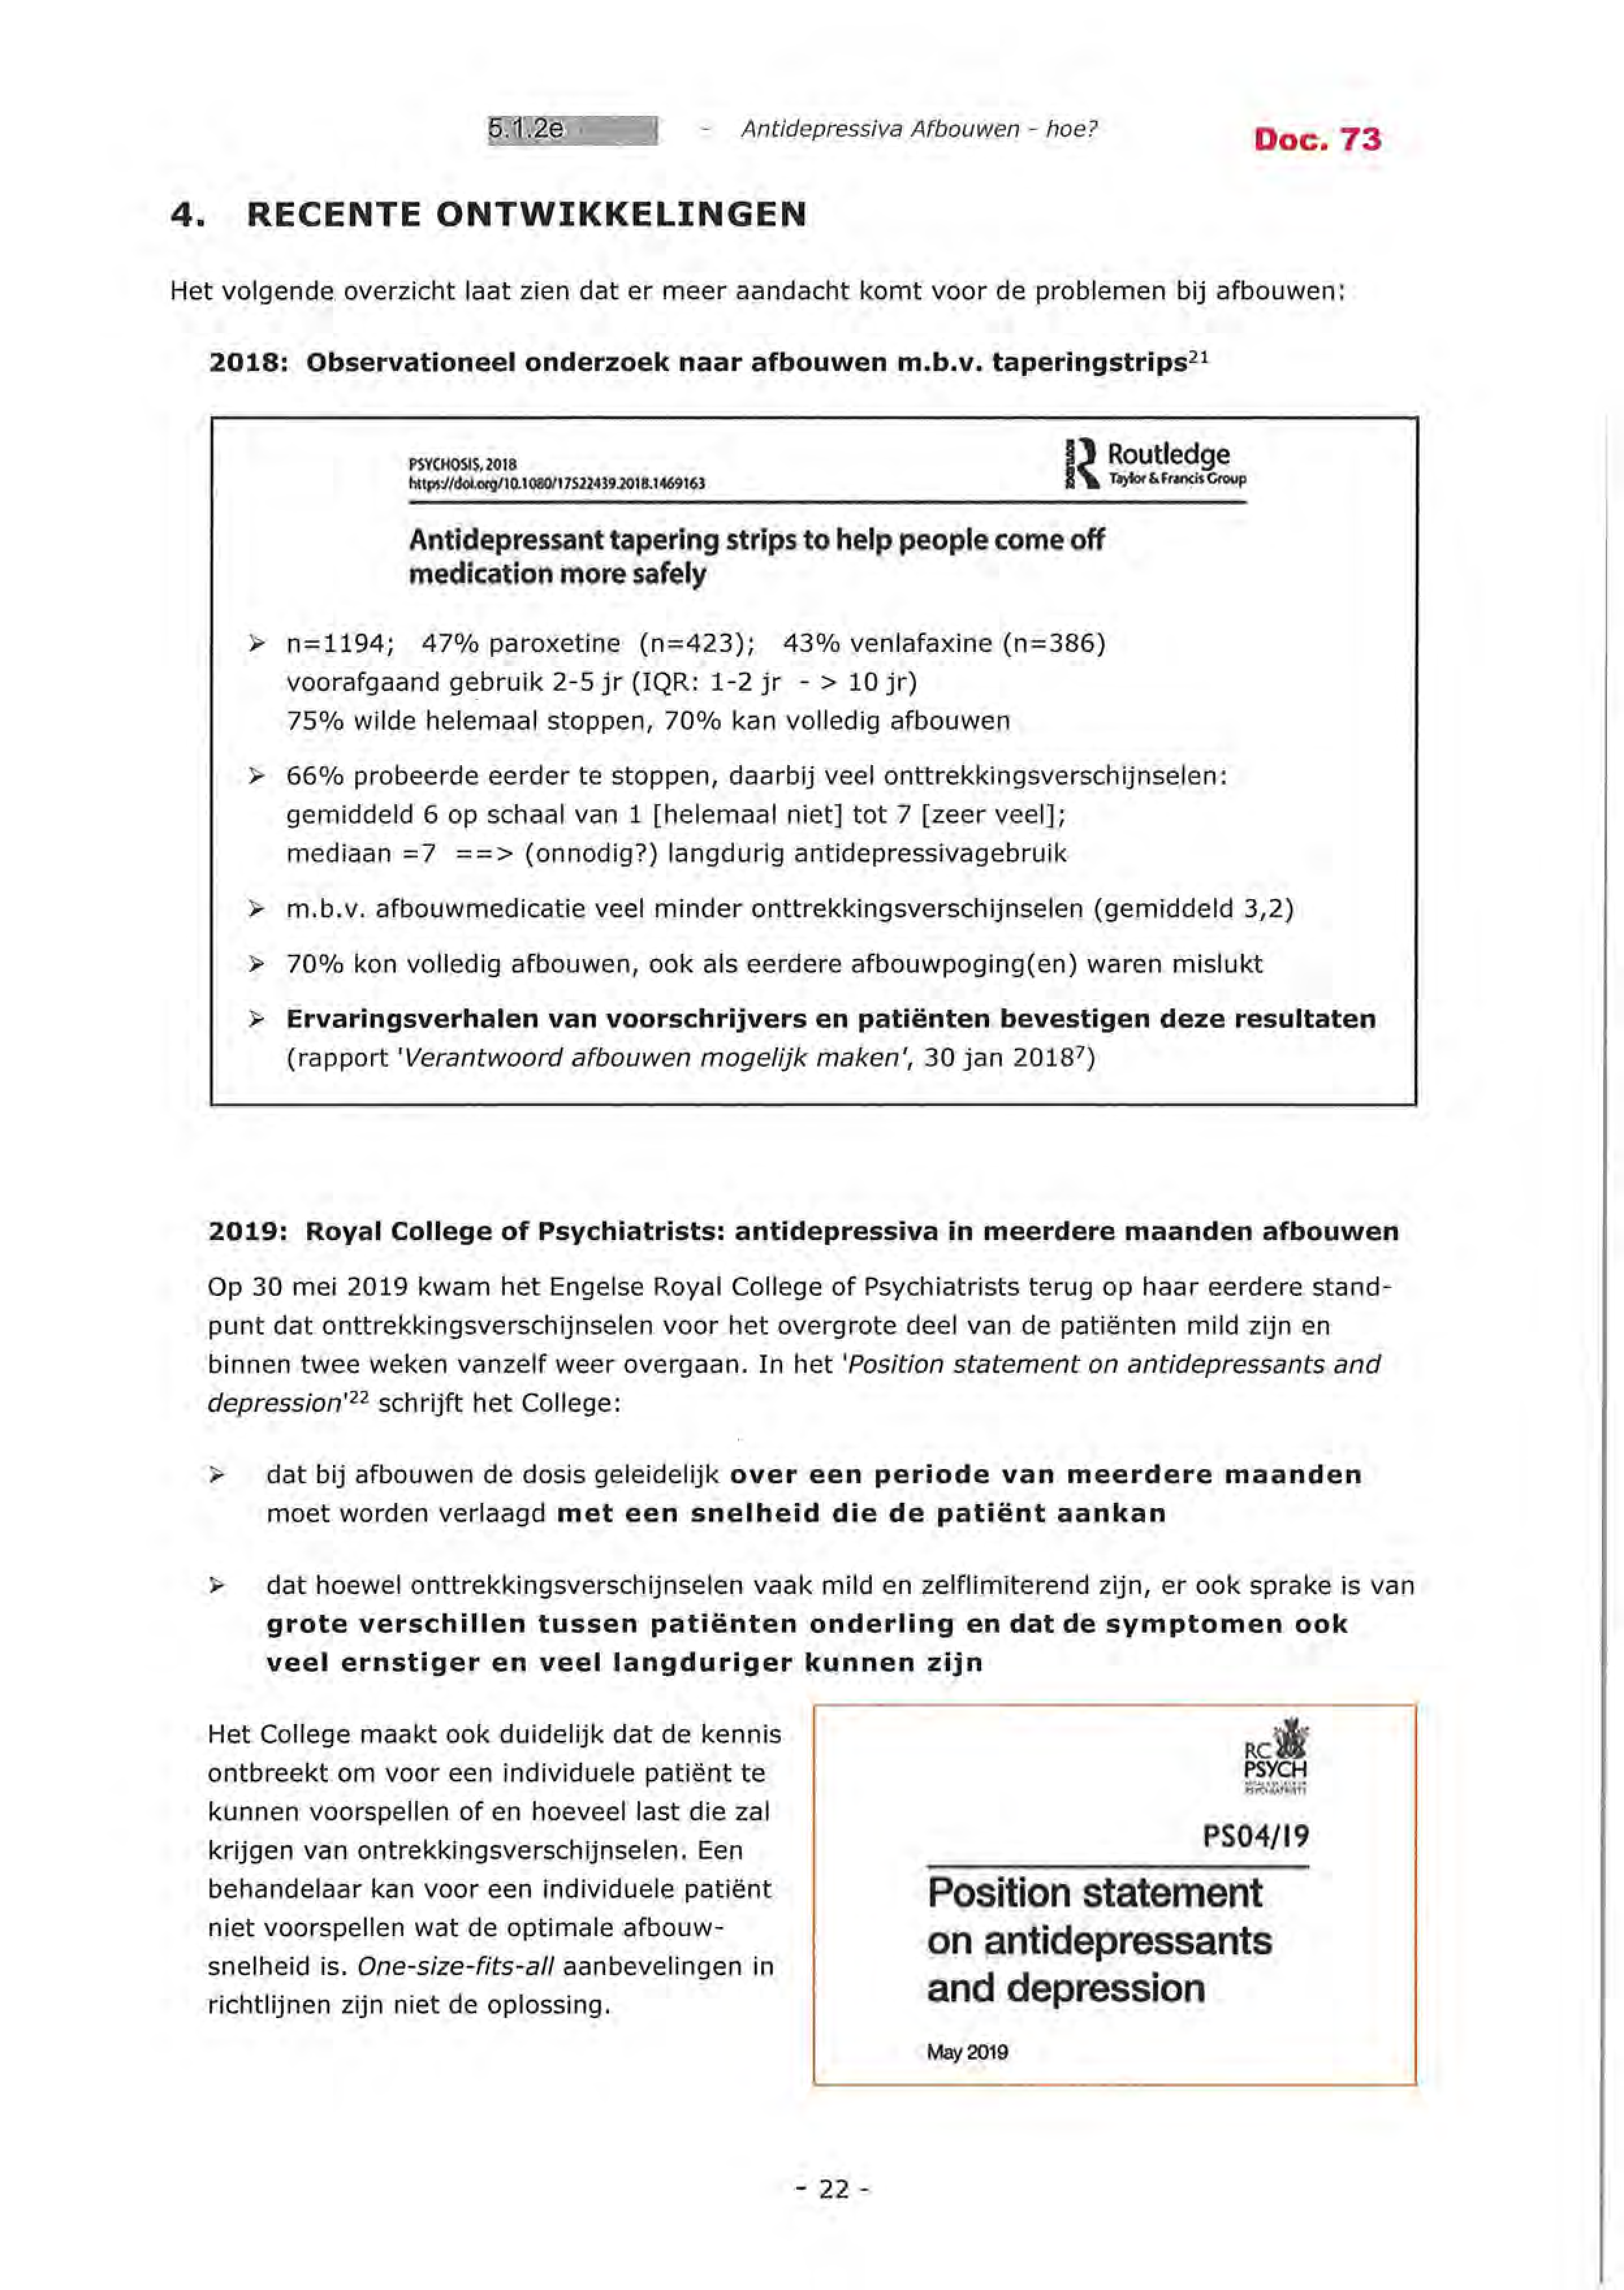 5.1.2e - Antidepressiva Afbouwen - hoe? Doc. 73
4. RECENTE ONTWIKKELINGEN
Het volgende overzicht laat zien dat er meer aandacht komt voor de problemen bij afbouwen:
2018: Observationeel onderzoek naar afbouwen m.b.v. taperingstrips²¹
PSYCHOSIS, 2018
https://doi.org/10.1080/17522439.2018.1469163
Routledge
Taylor & Francis Group
Antidepressant tapering strips to help people come off
medication more safely
➢ n=1194; 47% paroxetine (n=423); 43% venlafaxine (n=386)
voorafgaand gebruik 2-5 jr (IQR: 1-2 jr - > 10 jr)
75% wilde helemaal stoppen, 70% kan volledig afbouwen
➢ 66% probeerde eerder te stoppen, daarbij veel onttrekkingsverschijnselen:
gemiddeld 6 op schaal van 1 [helemaal niet] tot 7 [zeer veel];
mediaan =7 ==> (onnodig?) langdurig antidepressivagebruik
➢ m.b.v. afbouwmedicatie veel minder onttrekkingsverschijnselen (gemiddeld 3,2)
➢ 70% kon volledig afbouwen, ook als eerdere afbouwpoging(en) waren mislukt
➢ Ervaringsverhalen van voorschrijvers en patiënten bevestigen deze resultaten
(rapport 'Verantwoord afbouwen mogelijk maken', 30 jan 2018⁷)
2019: Royal College of Psychiatrists: antidepressiva in meerdere maanden afbouwen
Op 30 mei 2019 kwam het Engelse Royal College of Psychiatrists terug op haar eerdere stand-
punt dat onttrekkingsverschijnselen voor het overgrote deel van de patiënten mild zijn en
binnen twee weken vanzelf weer overgaan. In het 'Position statement on antidepressants and
depression'²² schrijft het College:
➢ dat bij afbouwen de dosis geleidelijk over een periode van meerdere maanden
moet worden verlaagd met een snelheid die de patiënt aankan
➢ dat hoewel onttrekkingsverschijnselen vaak mild en zelflimiterend zijn, er ook sprake is van
grote verschillen tussen patiënten onderling en dat de symptomen ook
veel ernstiger en veel langduriger kunnen zijn
Het College maakt ook duidelijk dat de kennis
ontbreekt om voor een individuele patiënt te
kunnen voorspellen of en hoeveel last die zal
krijgen van ontrekkingsverschijnselen. Een
behandelaar kan voor een individuele patiënt
niet voorspellen wat de optimale afbouw-
snelheid is. One-size-fits-all aanbevelingen in
richtlijnen zijn niet de oplossing.
RC
PSYCH
PS04/19
Position statement
on antidepressants
and depression
May 2019
- 22 -